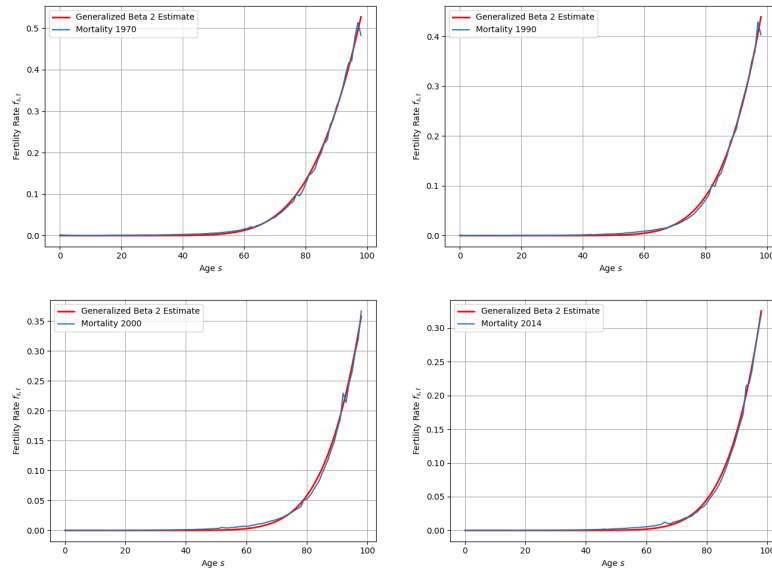 Generalized Beta 2 Estimate
Mortality 1970
Fertility Rate f_{s,t}
0.5
0.4
0.3
0.2
0.1
0.0
0 20 40 60 80 100
Age s
Generalized Beta 2 Estimate
Mortality 1990
Fertility Rate f_{s,t}
0.4
0.3
0.2
0.1
0.0
0 20 40 60 80 100
Age s
Generalized Beta 2 Estimate
Mortality 2000
Fertility Rate f_{s,t}
0.35
0.30
0.25
0.20
0.15
0.10
0.05
0.00
0 20 40 60 80 100
Age s
Generalized Beta 2 Estimate
Mortality 2014
Fertility Rate f_{s,t}
0.30
0.25
0.20
0.15
0.10
0.05
0.00
0 20 40 60 80 100
Age s